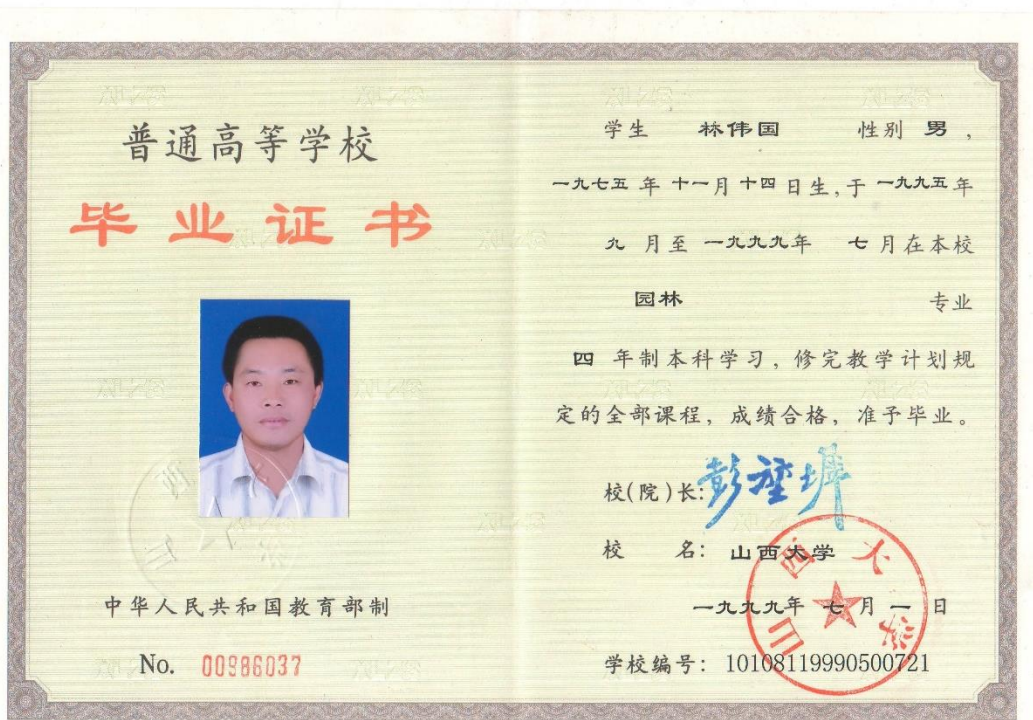 普通高等学校
毕业证书
中华人民共和国教育部制
No. 00986037
学生 林伟国 性别 男，
一九七五年十一月十四日生,于一九九五年
九月至一九九九年 七月在本校
园林 专业
四 年制本科学习，修完教学计划规
定的全部课程，成绩合格，准予毕业。
校(院)长:
校 名: 山西大学
一九九九年七月一日
学校编号: 10108119990500721
山西大学